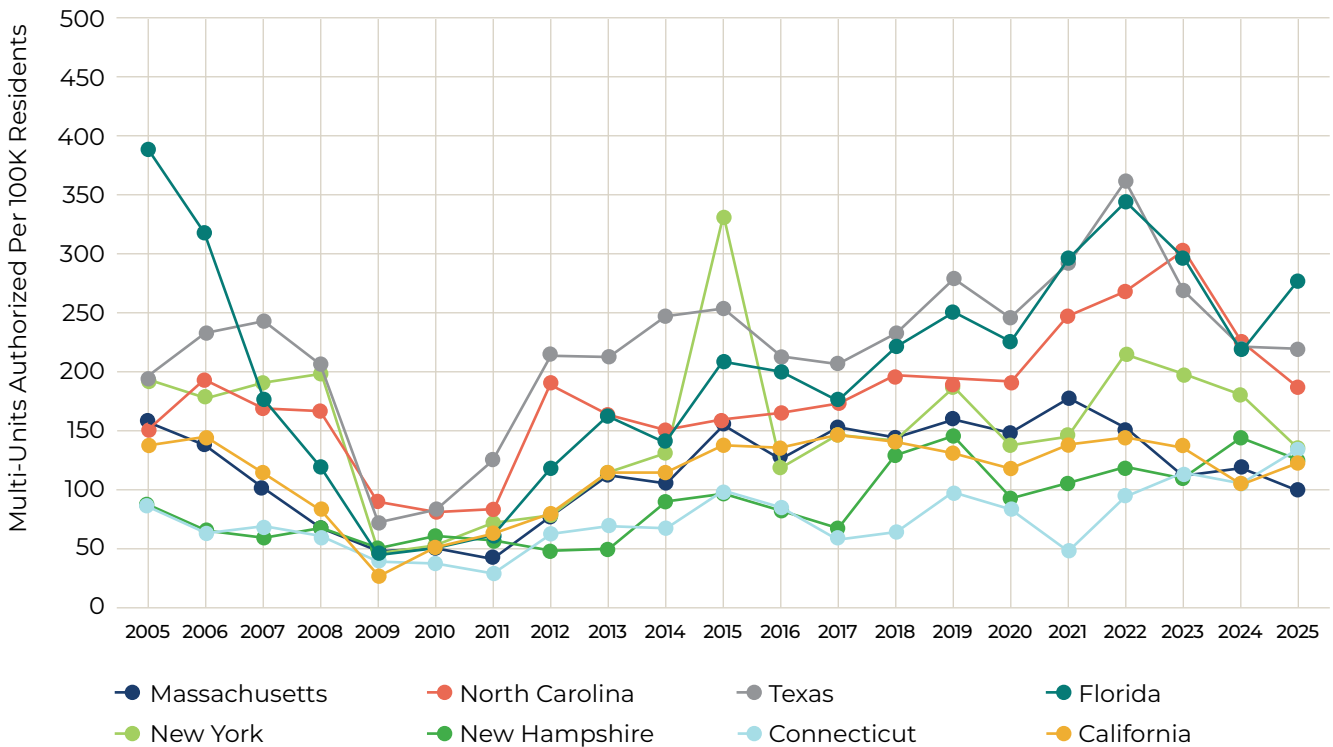 Multi-Units Authorized Per 100K Residents
500
450
400
350
300
250
200
150
100
50
0
2005 2006 2007 2008 2009 2010 2011 2012 2013 2014 2015 2016 2017 2018 2019 2020 2021 2022 2023 2024 2025
Massachusetts North Carolina Texas Florida
New York New Hampshire Connecticut California